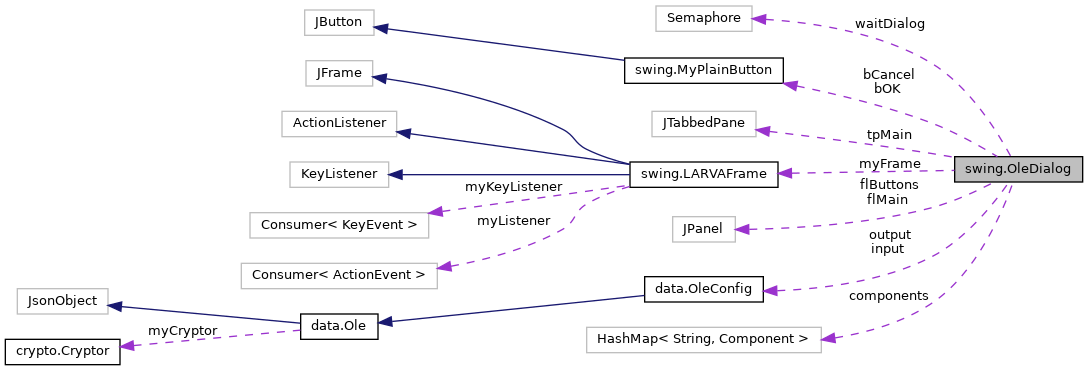 JButton
Semaphore
waitDialog
swing.MyPlainButton
JFrame
bCancel
bOK
ActionListener
JTabbedPane
tpMain
swing.OleDialog
KeyListener
swing.LARVAFrame
myFrame
myKeyListener
flButtons
flMain
Consumer< KeyEvent >
myListener
JPanel
output
input
Consumer< ActionEvent >
data.OleConfig
components
JsonObject
data.Ole
myCryptor
HashMap< String, Component >
crypto.Cryptor